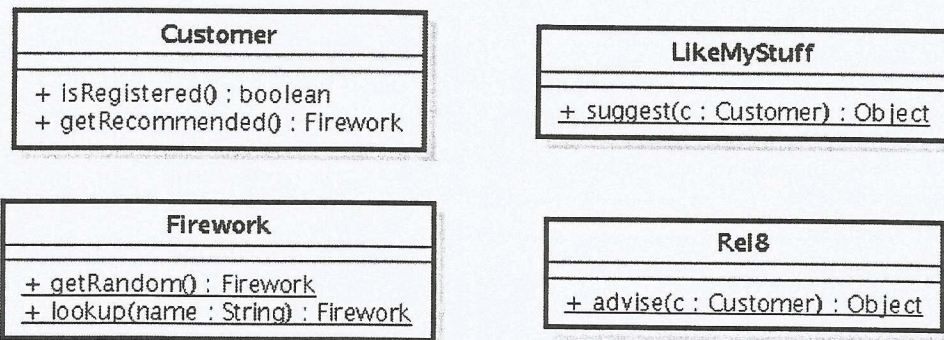 Customer
+ isRegistered() : boolean
+ getRecommended() : Firework
LikeMyStuff
+ suggest(c : Customer) : Object
Firework
+ getRandom() : Firework
+ lookup(name : String) : Firework
Rel8
+ advise(c : Customer) : Object